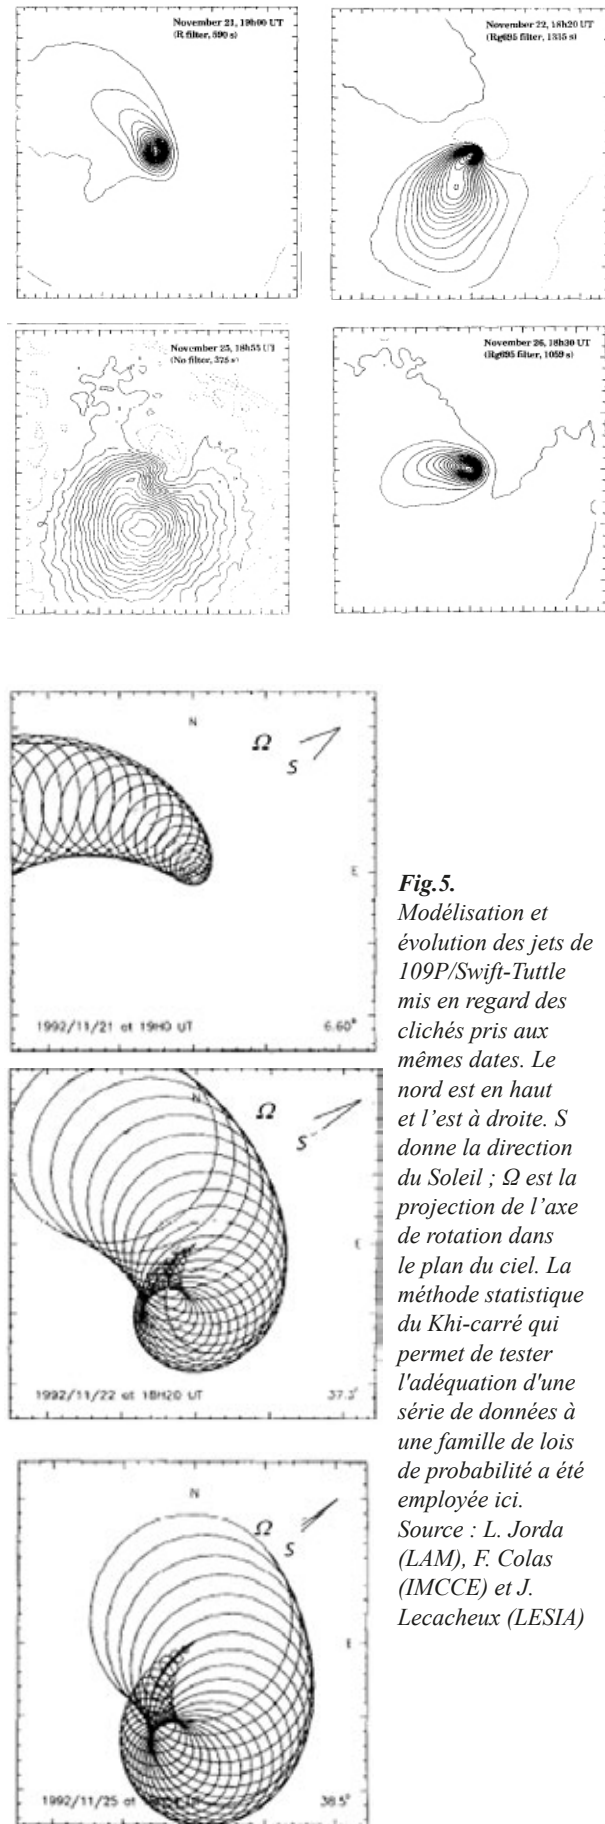 November 21, 19h00 UT
(R filter, 690 s)
November 22, 18h20 UT
(Rg695 filter, 1335 s)
November 25, 18h55 UT
(No filter, 375 s)
November 26, 18h30 UT
(Rg695 filter, 1059 s)
N
Ω
S
E
1992/11/21 at 19H0 UT
6.60°
N
Ω
S
E
1992/11/22 at 18H20 UT
37.3°
N
Ω
S
E
1992/11/25 at
38.5°
Fig.5.
Modélisation et
évolution des jets de
109P/Swift-Tuttle
mis en regard des
clichés pris aux
mêmes dates. Le
nord est en haut
et l’est à droite. S
donne la direction
du Soleil ; Ω est la
projection de l’axe
de rotation dans
le plan du ciel. La
méthode statistique
du Khi-carré qui
permet de tester
l'adéquation d'une
série de données à
une famille de lois
de probabilité a été
employée ici.
Source : L. Jorda
(LAM), F. Colas
(IMCCE) et J.
Lecacheux (LESIA)